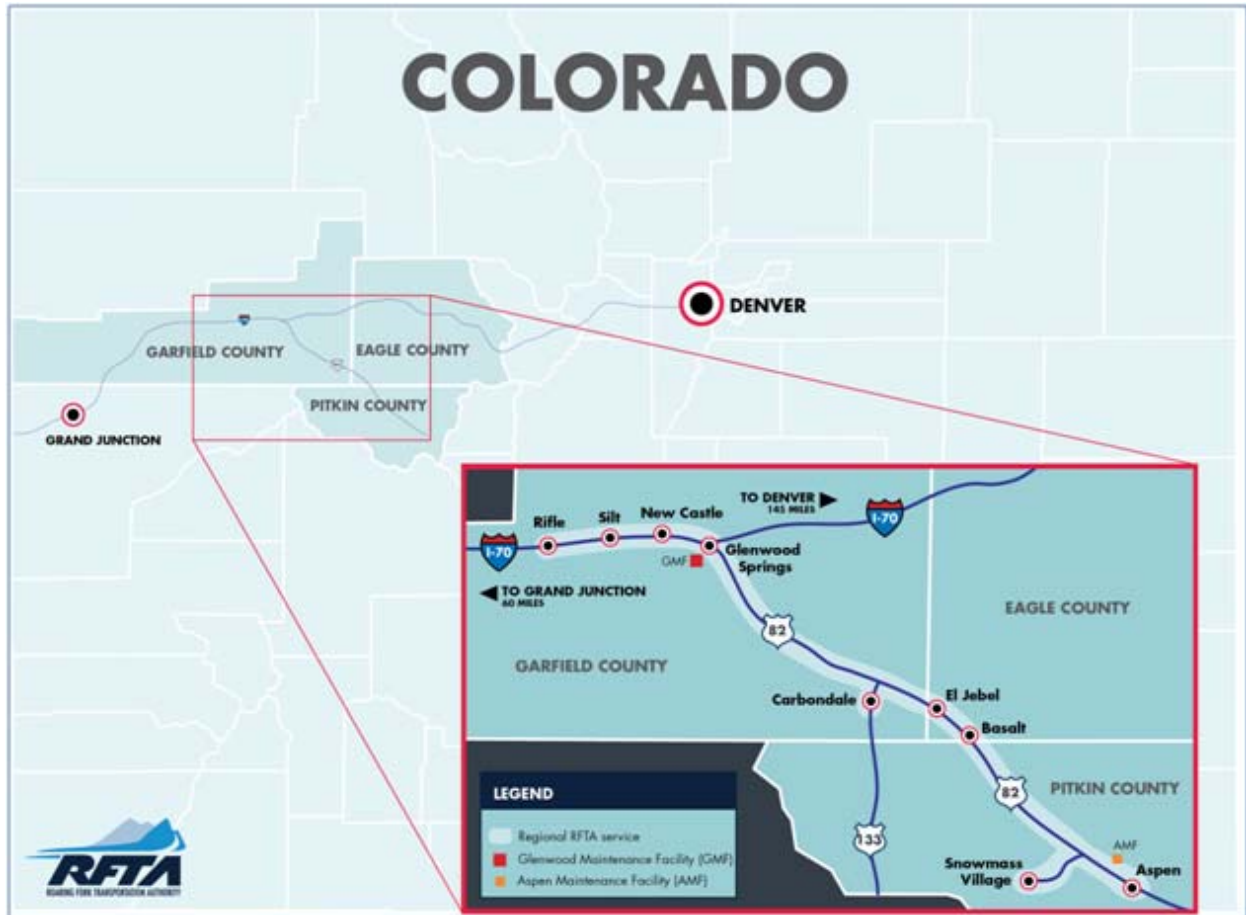 COLORADO
DENVER
GARFIELD COUNTY
EAGLE COUNTY
PITKIN COUNTY
GRAND JUNCTION
TO DENVER
145 MILES
I-70
Rifle
Silt
New Castle
Glenwood
Springs
GMF
I-70
TO GRAND JUNCTION
60 MILES
82
EAGLE COUNTY
GARFIELD COUNTY
Carbondale
El Jebel
Basalt
82
PITKIN COUNTY
133
AMF
Snowmass
Village
Aspen
LEGEND
Regional RFTA service
Glenwood Maintenance Facility (GMF)
Aspen Maintenance Facility (AMF)
RFTA
ROARING FORK TRANSPORTATION AUTHORITY